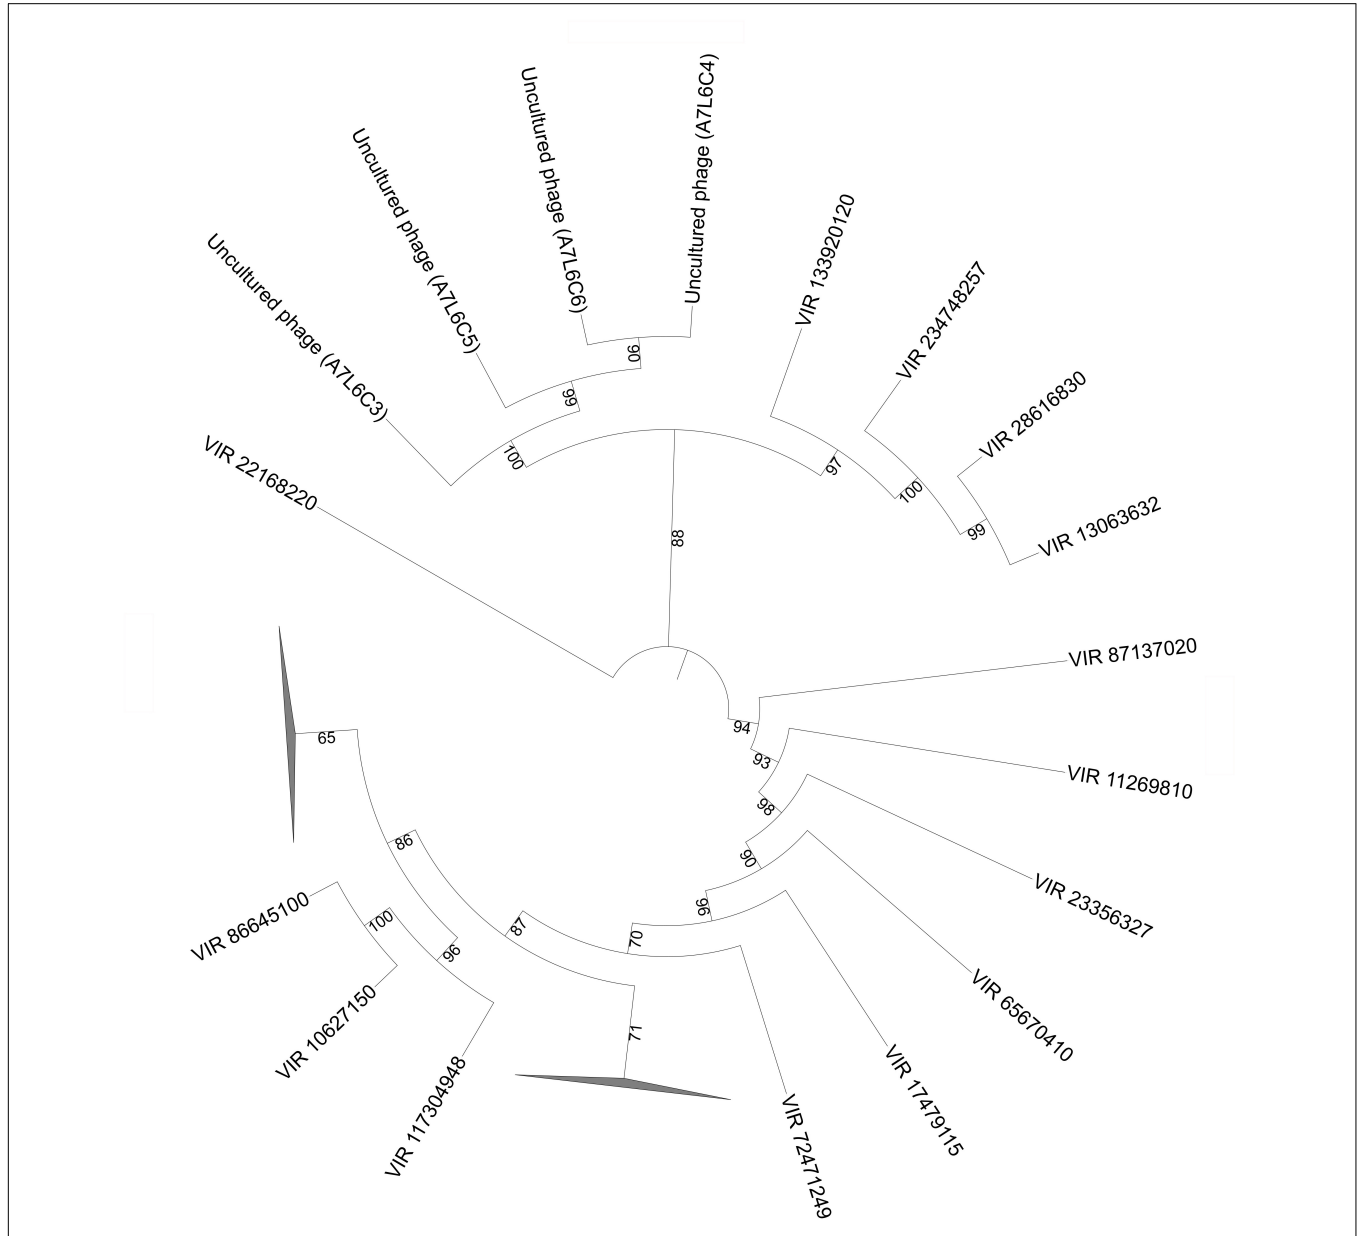 Uncultured phage (A7L6C3)
Uncultured phage (A7L6C5)
Uncultured phage (A7L6C6)
Uncultured phage (A7L6C4)
VIR 133920120
VIR 234748257
VIR 28616830
VIR 13063632
VIR 22168220
90
99
100
97
100
99
88
VIR 87137020
94
93
VIR 11269810
98
90
VIR 23356327
96
VIR 65670410
70
VIR 17479115
87
VIR 72471249
71
86
65
96
100
VIR 86645100
VIR 10627150
VIR 117304948